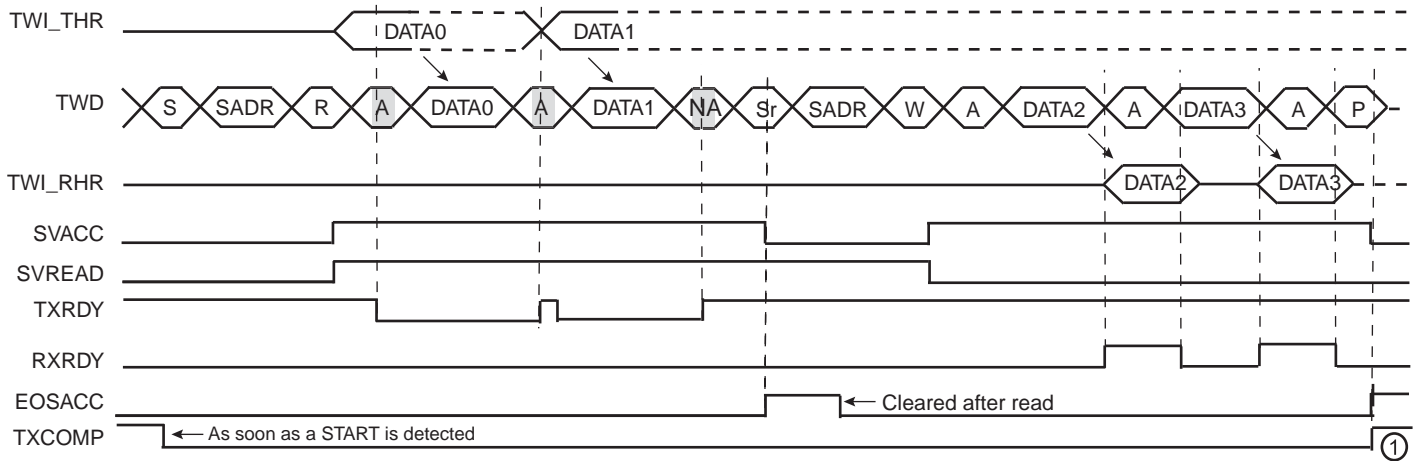 TWI_THR DATA0 DATA1
TWD S SADR R A DATA0 A DATA1 NA Sr SADR W A DATA2 A DATA3 A P
TWI_RHR DATA2 DATA3
SVACC
SVREAD
TXRDY
RXRDY
EOSACC Cleared after read
TXCOMP As soon as a START is detected 1